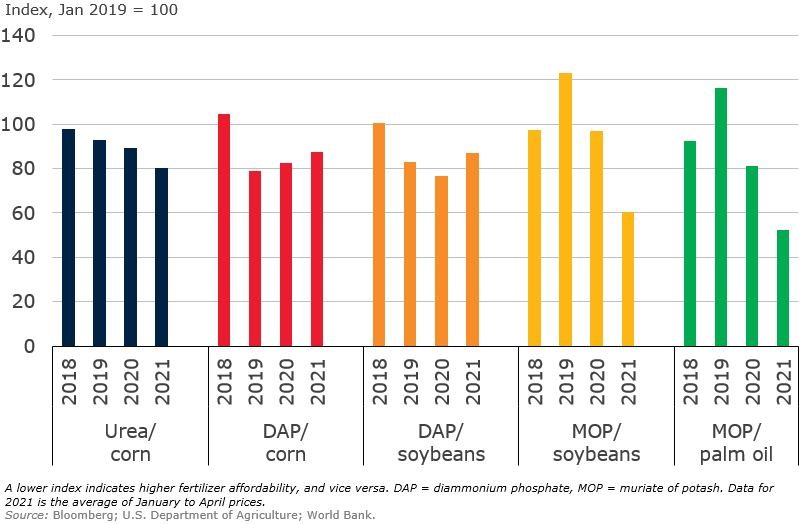 Index, Jan 2019 = 100
140
120
100
80
60
40
20
0
2018 2019 2020 2021 2018 2019 2020 2021 2018 2019 2020 2021 2018 2019 2020 2021 2018 2019 2020 2021
Urea/ DAP/ DAP/ MOP/ MOP/
corn corn soybeans soybeans palm oil
A lower index indicates higher fertilizer affordability, and vice versa. DAP = diammonium phosphate, MOP = muriate of potash. Data for
2021 is the average of January to April prices.
Source: Bloomberg; U.S. Department of Agriculture; World Bank.